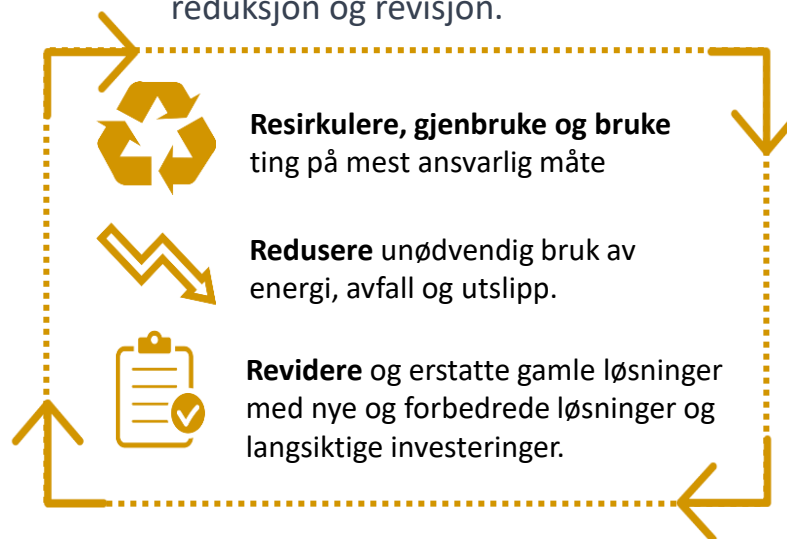 reduksjon og revisjon.
Resirkulere, gjenbruke og bruke
ting på mest ansvarlig måte
Redusere unødvendig bruk av
energi, avfall og utslipp.
Revidere og erstatte gamle løsninger
med nye og forbedrede løsninger og
langsiktige investeringer.